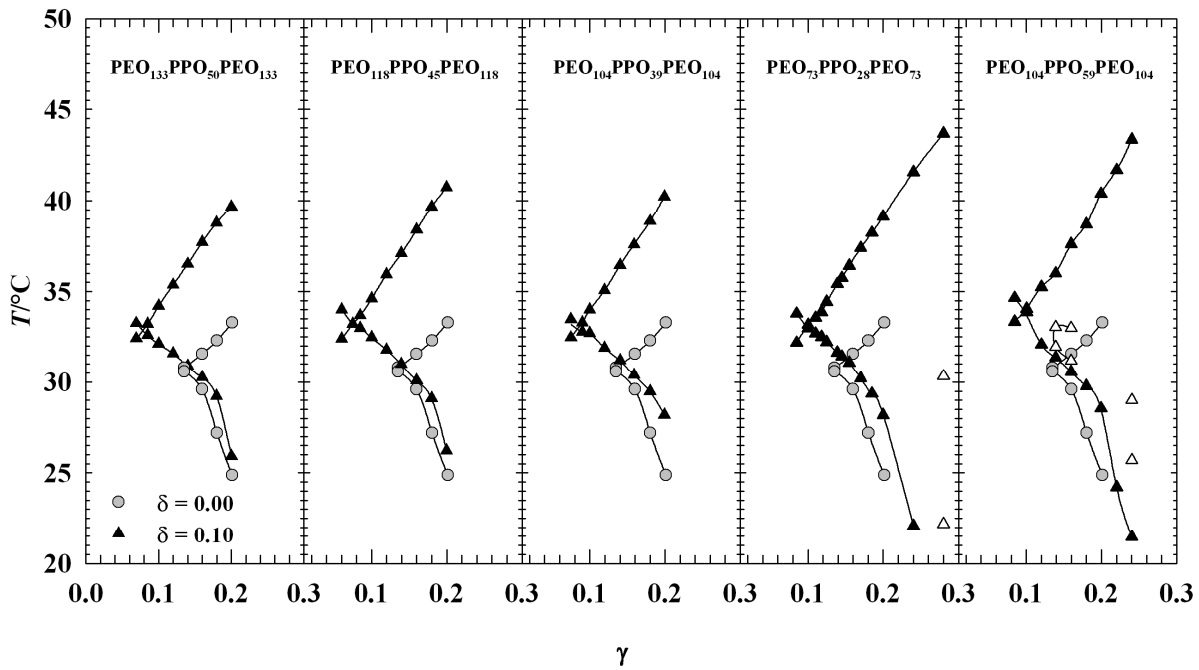 50
45
40
35
30
25
20
T/°C
PEO₁₃₃PPO₅₀PEO₁₃₃
PEO₁₁₈PPO₄₅PEO₁₁₈
PEO₁₀₄PPO₃₉PEO₁₀₄
PEO₇₃PPO₂₈PEO₇₃
PEO₁₀₄PPO₅₉PEO₁₀₄
δ = 0.00
δ = 0.10
0.0 0.1 0.2 0.3 0.1 0.2 0.3 0.1 0.2 0.3 0.1 0.2 0.3 0.1 0.2 0.3
γ